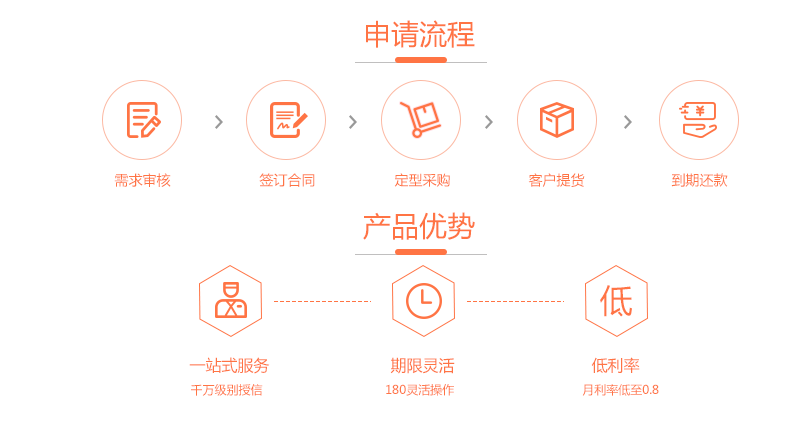 申请流程
需求审核 签订合同 定型采购 客户提货 到期还款
产品优势
低
一站式服务 期限灵活 低利率
千万级别授信 180灵活操作 月利率低至0.8